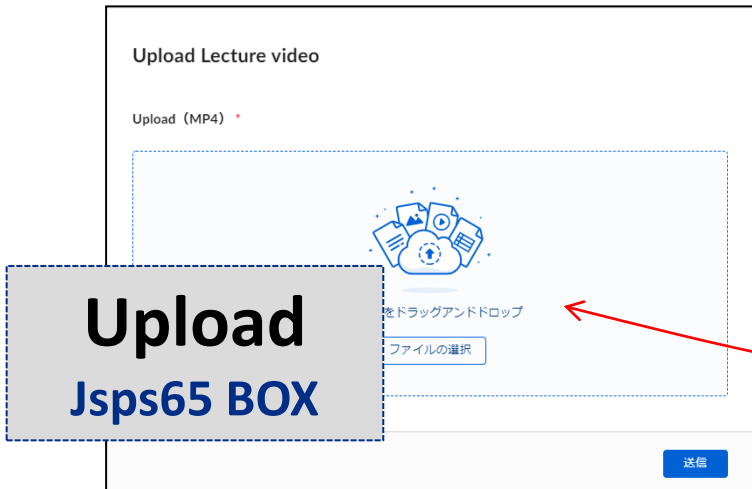 Upload Lecture video
Upload（MP4） *
をドラッグアンドドロップ
ファイルの選択
Upload
Jsps65 BOX
送信